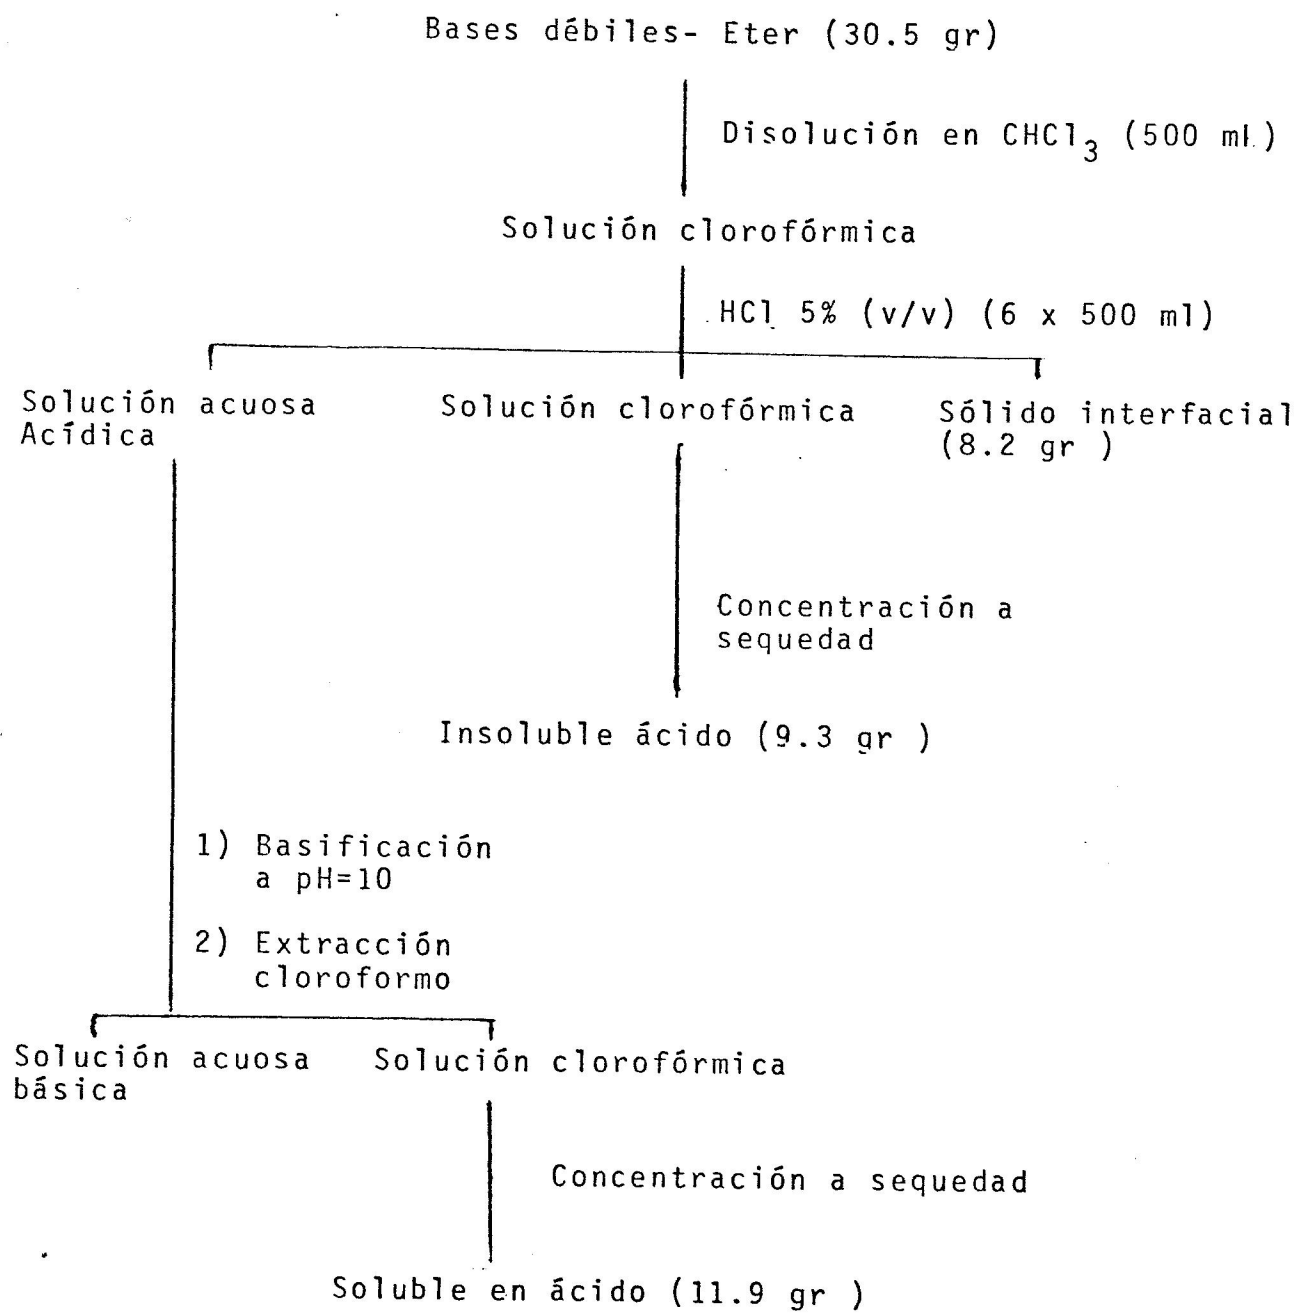 Bases débiles- Eter (30.5 gr)
Disolución en CHCl₃ (500 ml.)
Solución clorofórmica
HCl 5% (v/v) (6 x 500 ml)
Solución acuosa
Acídica
Solución clorofórmica
Sólido interfacial
(8.2 gr )
Concentración a
sequedad
Insoluble ácido (9.3 gr )
1) Basificación
a pH=10
2) Extracción
cloroformo
Solución acuosa
básica
Solución clorofórmica
Concentración a sequedad
Soluble en ácido (11.9 gr )